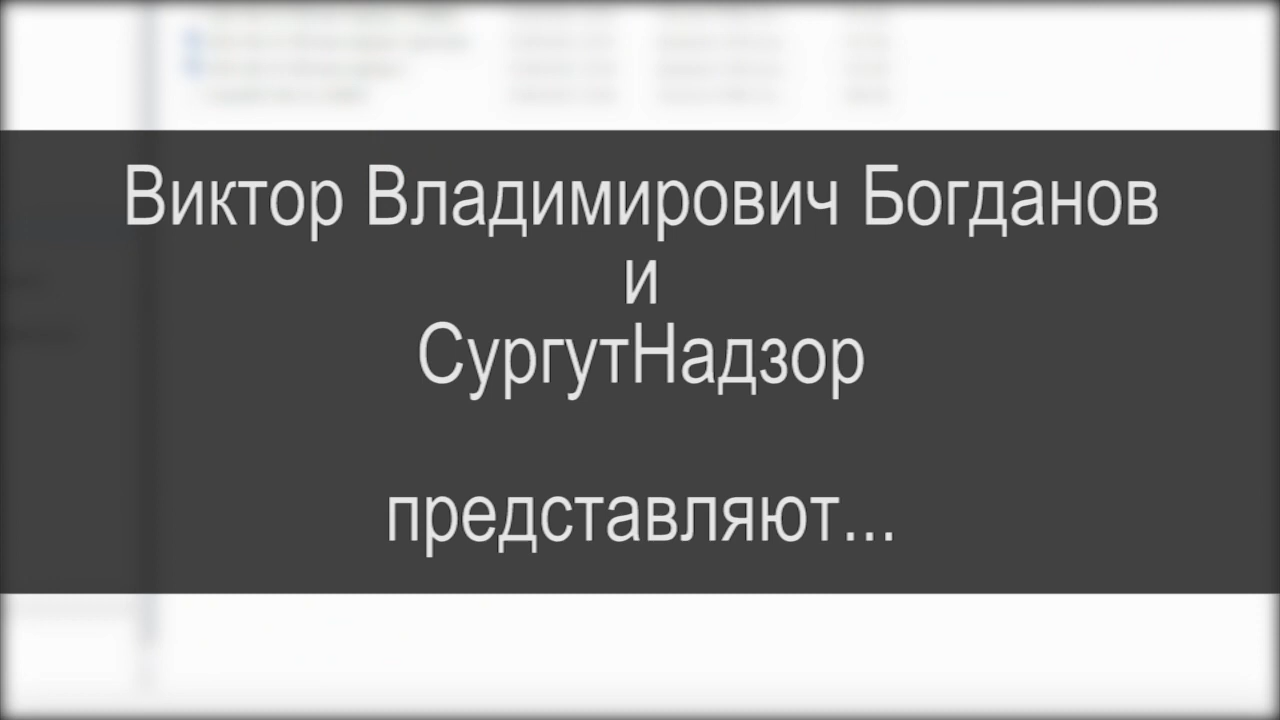 Виктор Владимирович Богданов
и
СургутНадзор
представляют...